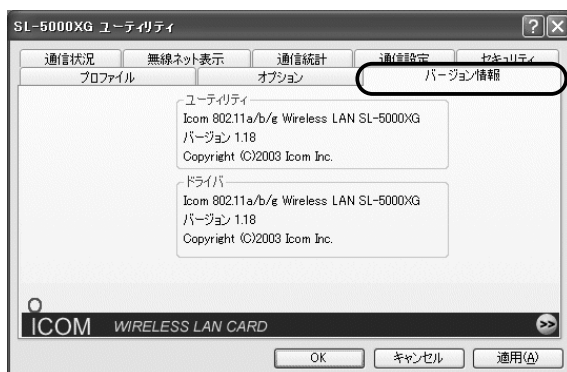 SL-5000XG ユーティリティ
通信状況 無線ネット表示 通信統計 通信設定 セキュリティ
プロファイル オプション バージョン情報
ユーティリティ
Icom 802.11a/b/g Wireless LAN SL-5000XG
バージョン 1.18
Copyright (C)2003 Icom Inc.
ドライバ
Icom 802.11a/b/g Wireless LAN SL-5000XG
バージョン 1.18
Copyright (C)2003 Icom Inc.
ICOM WIRELESS LAN CARD
OK キャンセル 適用(A)